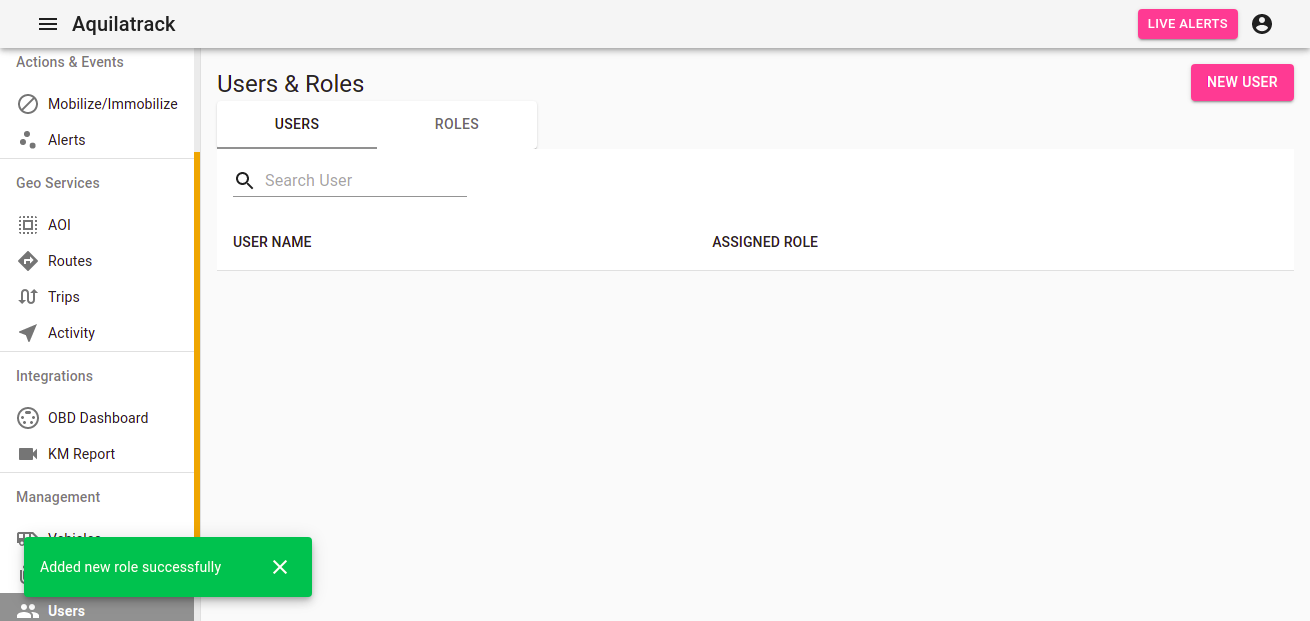 Aquilatrack
LIVE ALERTS
Actions & Events
Mobilize/Immobilize
Alerts
Geo Services
AOI
Routes
Trips
Activity
Integrations
OBD Dashboard
KM Report
Management
Vehicles
Users
Users & Roles
NEW USER
USERS
ROLES
Search User
USER NAME
ASSIGNED ROLE
Added new role successfully